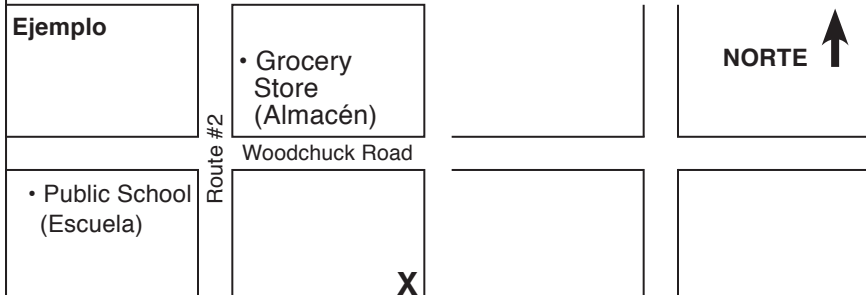 Ejemplo
• Grocery
Store
(Almacén)
NORTE
Route #2
Woodchuck Road
• Public School
(Escuela)
X